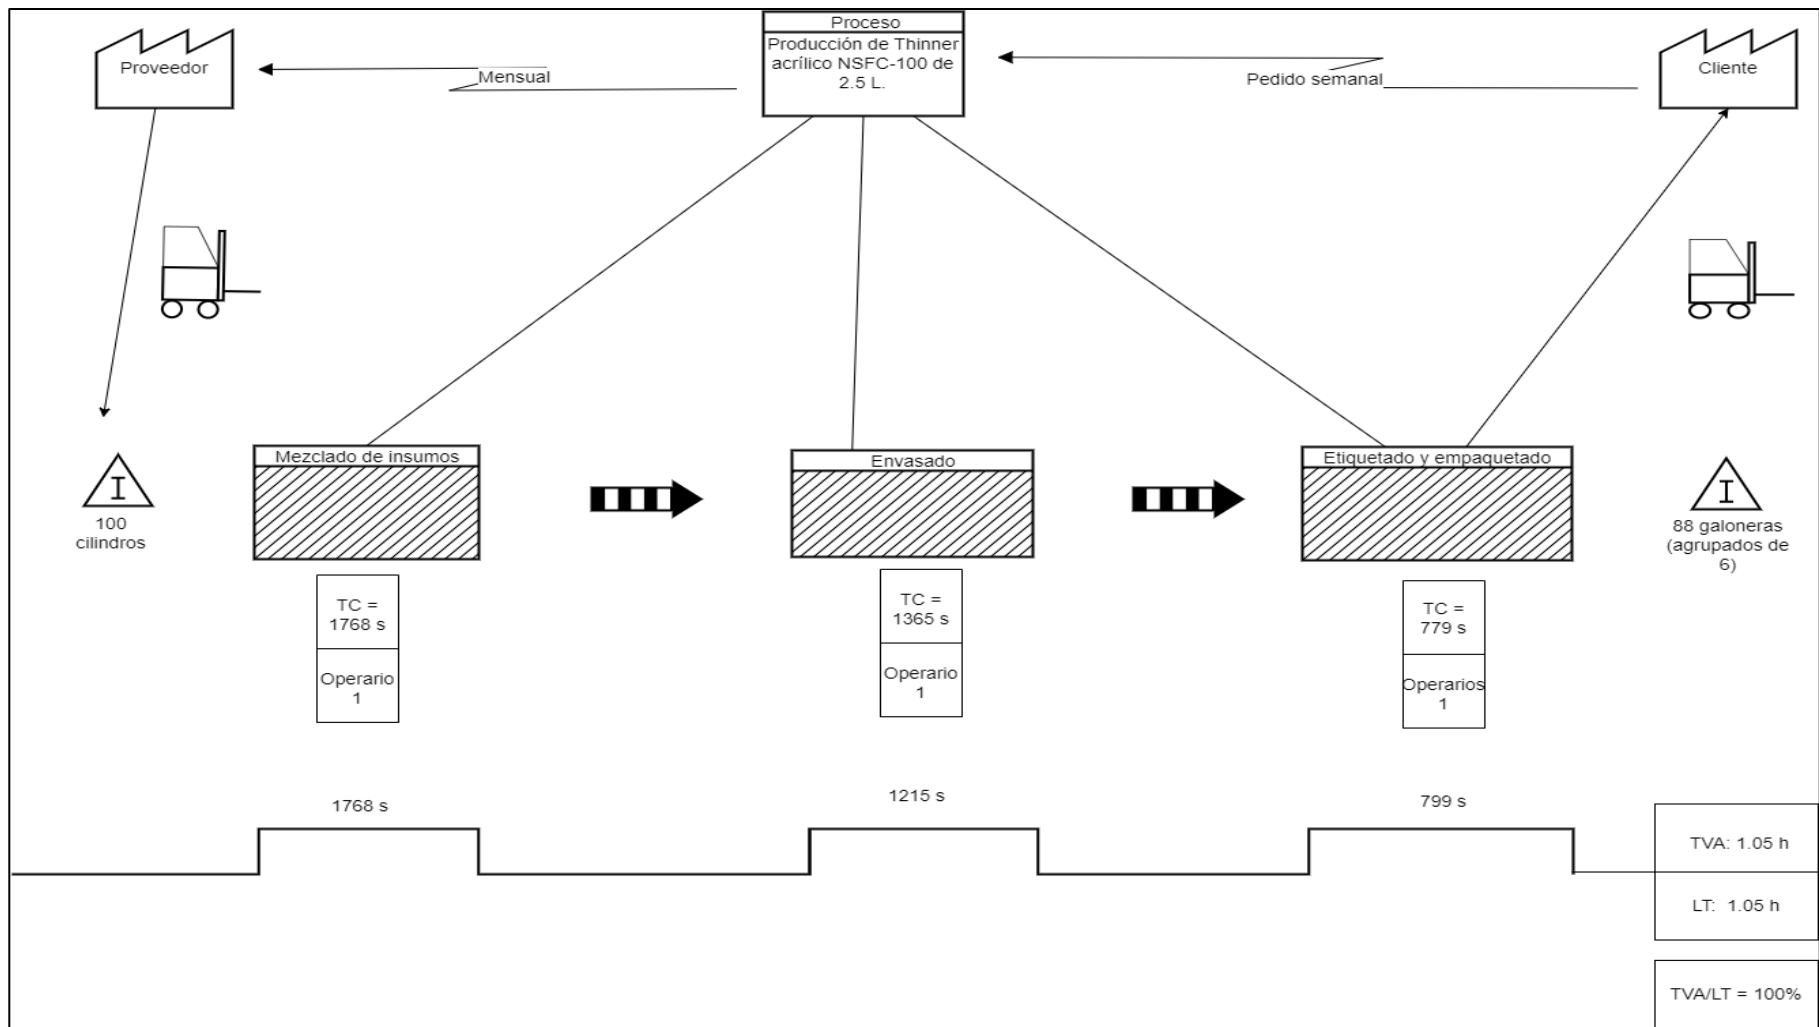 Proceso
Producción de Thinner
acrílico NSFC-100 de
2.5 L.
Proveedor
Mensual
Pedido semanal
Cliente
I
100
cilindros
Mezclado de insumos
Envasado
Etiquetado y empaquetado
I
88 galoneras
(agrupados de
6)
TC =
1768 s
Operario
1
TC =
1365 s
Operario
1
TC =
779 s
Operarios
1
1768 s
1215 s
799 s
TVA: 1.05 h
LT: 1.05 h
TVA/LT = 100%